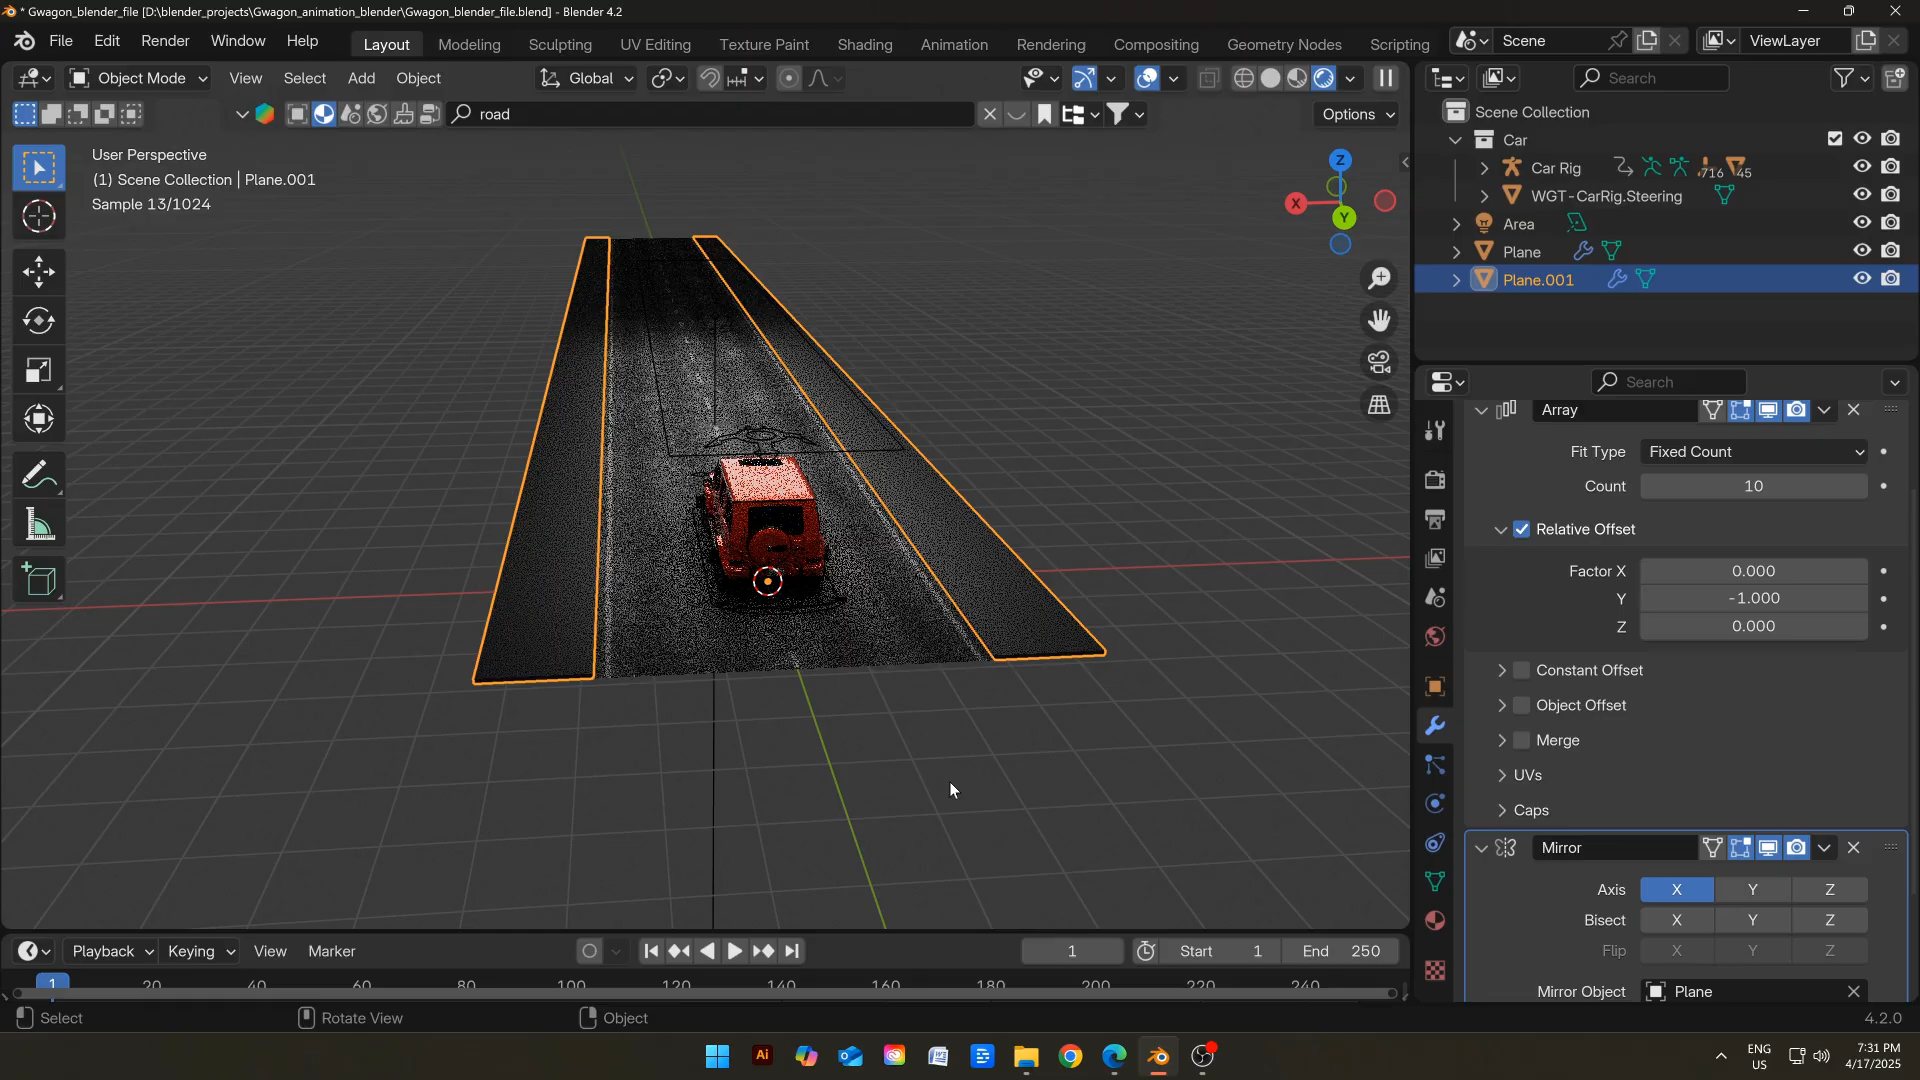 * Gwagon_blender_file [D:\blender_projects\Gwagon_animation_blender\Gwagon_blender_file.blend] - Blender 4.2
File Edit Render Window Help
Layout Modeling Sculpting UV Editing Texture Paint Shading Animation Rendering Compositing Geometry Nodes Scripting
Scene ViewLayer
Object Mode View Select Add Object Global
Search
road Options
User Perspective
(1) Scene Collection | Plane.001
Sample 13/1024
Z
X
Y
Scene Collection
Car
Car Rig 716 45
WGT-CarRig.Steering
Area
Plane
Plane.001
Search
Array
Fit Type Fixed Count
Count 10
Relative Offset
Factor X 0.000
Y -1.000
Z 0.000
Constant Offset
Object Offset
Merge
UVs
Caps
Mirror
Axis X Y Z
Bisect X Y Z
Flip X Y Z
Mirror Object Plane
Playback Keying View Marker 1 Start 1 End 250
1 20 40 60 80 100 120 140 160 180 200 220 240
Select Rotate View Object 4.2.0
Ai
ENG
US
7:31 PM
4/17/2025